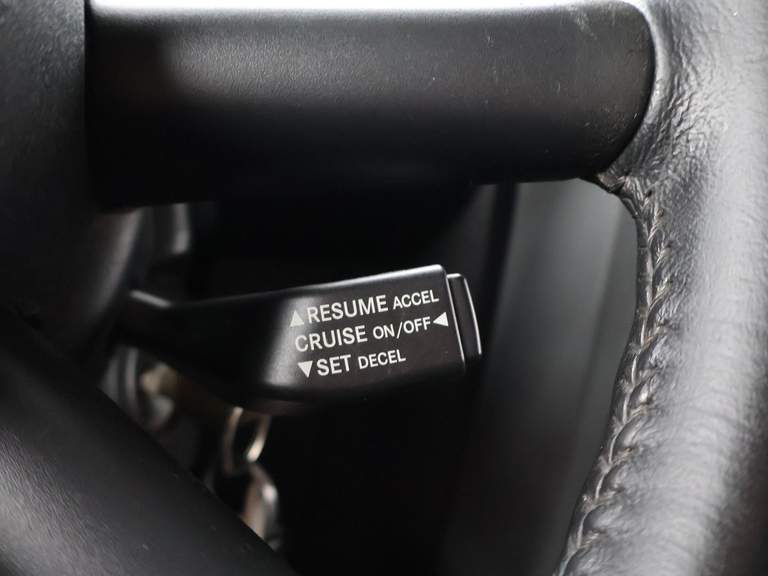 ▲RESUME ACCEL
CRUISE ON/OFF◀
▼SET DECEL